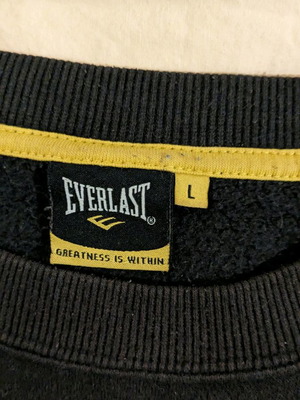 EVERLAST
®
L
GREATNESS IS WITHIN